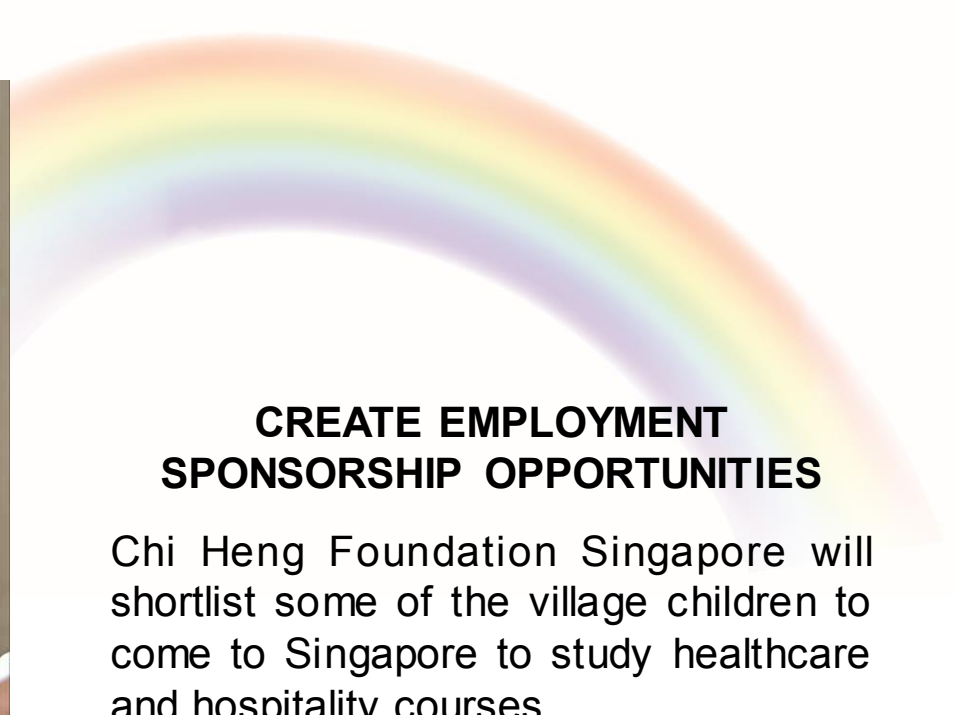 CREATE EMPLOYMENT
SPONSORSHIP OPPORTUNITIES
Chi Heng Foundation Singapore will
shortlist some of the village children to
come to Singapore to study healthcare
and hospitality courses